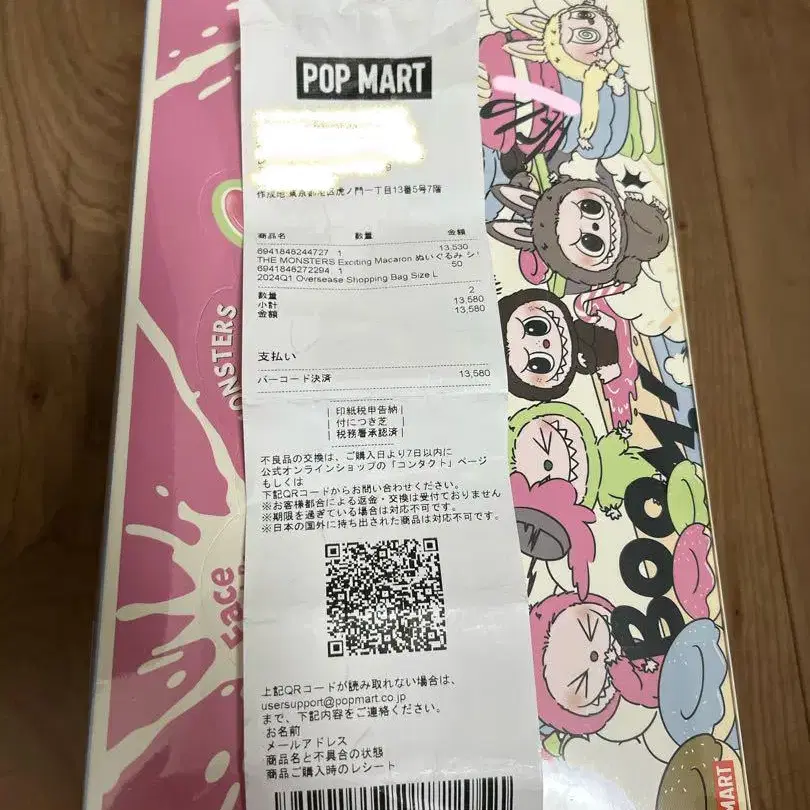 POP MART
作成地:東京都港区虎ノ門一丁目13番5号7階
商品名 数量 金額
6941848244727 1 13,530
THE MONSTERS Exciting Macaron ぬいぐるみ シ
6941848272294 1 50
2024Q1 Oversease Shopping Bag Size L
数量 2
小計 13,580
金額 13,580
支払い
バーコード決済 13,580
印紙税申告納
付につき芝
税務署承認済
不良品の交換は、ご購入日より7日以内に
公式オンラインショップの「コンタクト」ページ
もしくは
下記QRコードからお問い合わせください。
※お客様都合による返金・交換は受付ておりません
※期限を過ぎている場合は対応不可です。
※日本の国外に持ち出された商品は対応不可です。
上記QRコードが読み取れない場合は、
usersupport@popmart.co.jp
まで、下記内容をご連絡ください。
お名前
メールアドレス
商品名と不具合の状態
商品ご購入時のレシート
ONSTERS
Face
BOOM!
MART